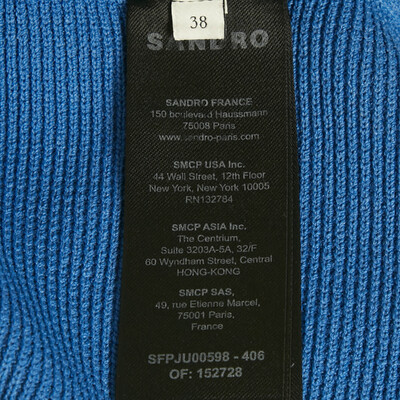 38
SANDRO
SANDRO FRANCE
150 boulevard Haussmann
75008 Paris
www.sandro-paris.com
SMCP USA Inc.
44 Wall Street, 12th Floor
New York, New York 10005
RN132784
SMCP ASIA Inc.
The Centrium,
Suite 3203A-5A, 32/F
60 Wyndham Street, Central
HONG-KONG
SMCP SAS,
49, rue Etienne Marcel,
75001 Paris,
France
SFPJU00598 - 406
OF: 152728